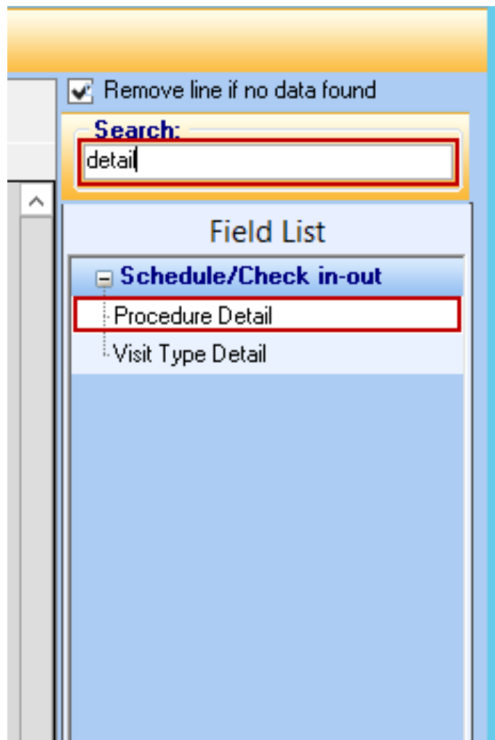 Remove line if no data found
Search:
detail
Field List
Schedule/Check in-out
Procedure Detail
Visit Type Detail